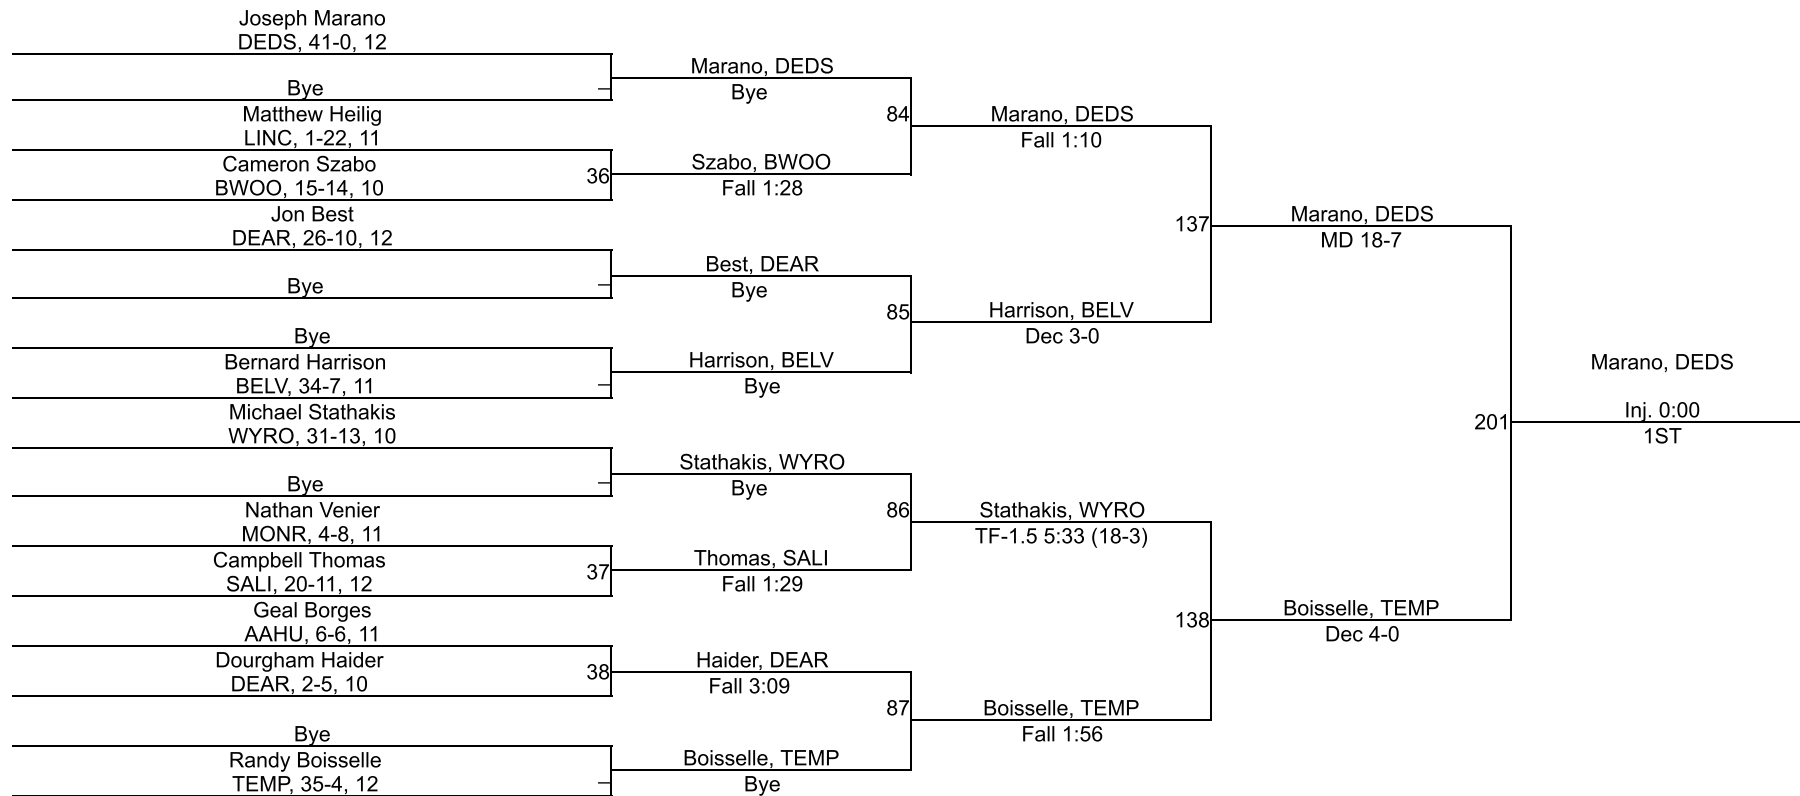 Joseph Marano
DEDS, 41-0, 12
Bye
Matthew Heilig
LINC, 1-22, 11
Cameron Szabo
BWOO, 15-14, 10
36
Jon Best
DEAR, 26-10, 12
Bye
Bye
Bernard Harrison
BELV, 34-7, 11
Michael Stathakis
WYRO, 31-13, 10
Bye
Nathan Venier
MONR, 4-8, 11
Campbell Thomas
SALI, 20-11, 12
37
Geal Borges
AAHU, 6-6, 11
Dourgham Haider
DEAR, 2-5, 10
38
Bye
Randy Boisselle
TEMP, 35-4, 12
Marano, DEDS
Bye
84
Szabo, BWOO
Fall 1:28
Best, DEAR
Bye
85
Harrison, BELV
Bye
Stathakis, WYRO
Bye
86
Thomas, SALI
Fall 1:29
Haider, DEAR
Fall 3:09
87
Boisselle, TEMP
Bye
Marano, DEDS
Fall 1:10
137
Harrison, BELV
Dec 3-0
Stathakis, WYRO
TF-1.5 5:33 (18-3)
138
Boisselle, TEMP
Fall 1:56
Marano, DEDS
MD 18-7
201
Boisselle, TEMP
Dec 4-0
Marano, DEDS
Inj. 0:00
1ST